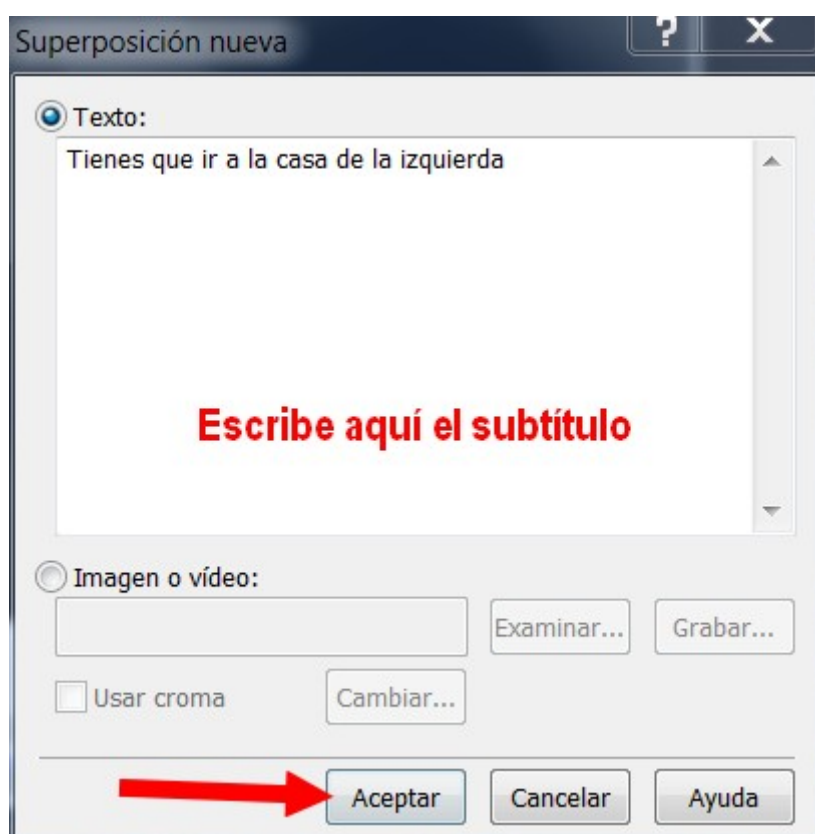 Superposición nueva ? X
Texto:
Tienes que ir a la casa de la izquierda
Escribe aquí el subtítulo
Imagen o vídeo:
Examinar... Grabar...
Usar croma Cambiar...
Aceptar Cancelar Ayuda